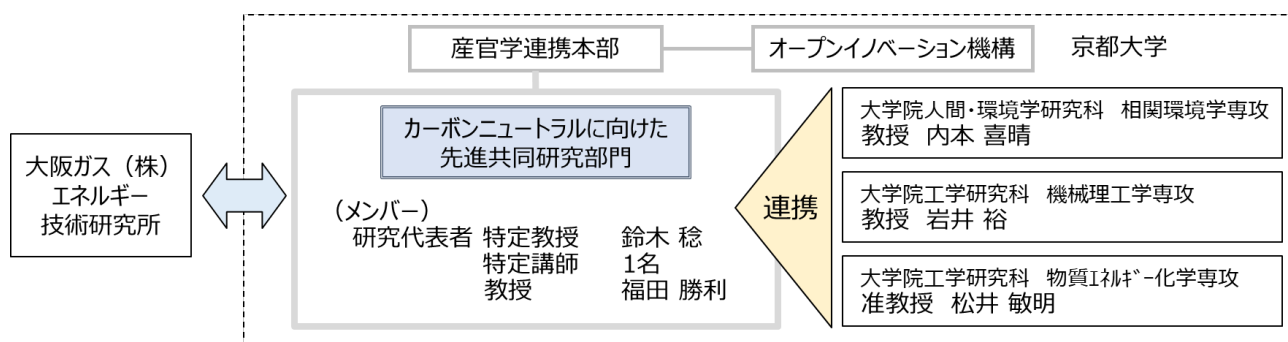 産官学連携本部
オープンイノベーション機構
京都大学
大阪ガス（株）
エネルギー
技術研究所
カーボンニュートラルに向けた
先進共同研究部門
（メンバー）
研究代表者 特定教授 鈴木 稔
特定講師 1名
教授 福田 勝利
連携
大学院人間・環境学研究科 相関環境学専攻
教授 内本 喜晴
大学院工学研究科 機械理工学専攻
教授 岩井 裕
大学院工学研究科 物質ｴﾈﾙｷﾞｰ化学専攻
准教授 松井 敏明